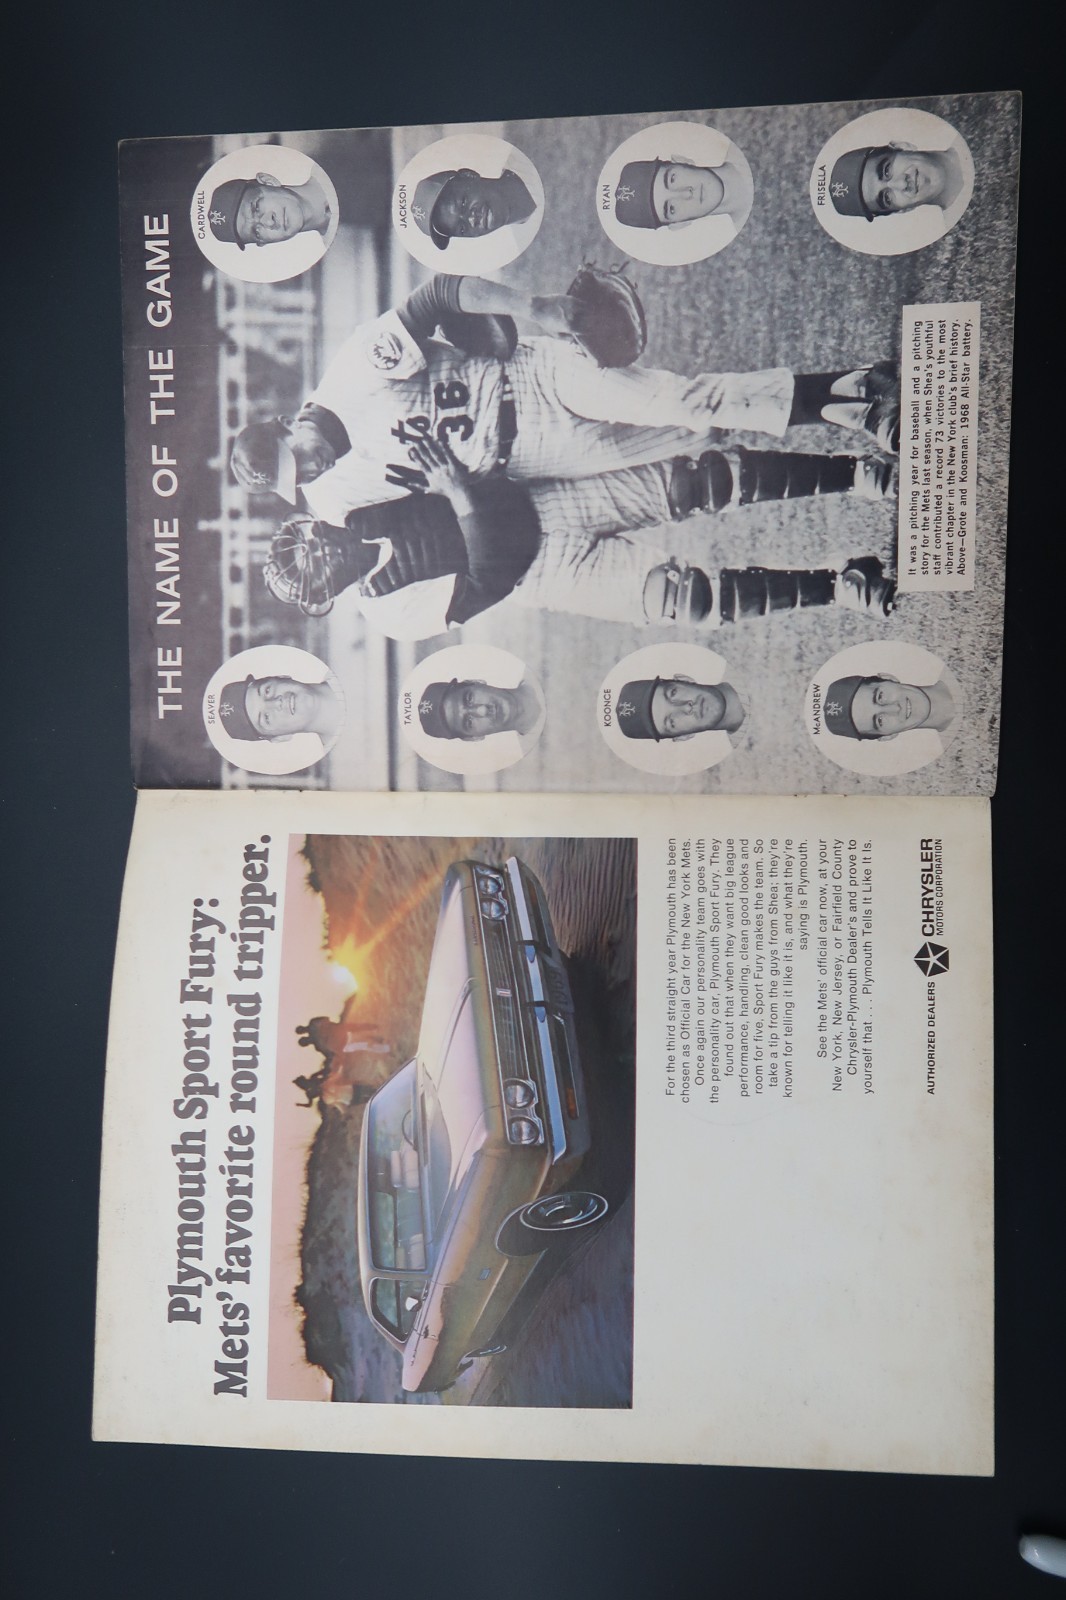 Plymouth Sport Fury:
Mets' favorite round tripper.
For the third straight year Plymouth has been
chosen as Official Car for the New York Mets.
Once again our personality team goes with
the personality car, Plymouth Sport Fury. They
found out that when they want big league
performance, handling, clean good looks and
room for five, Sport Fury makes the team. So
take a tip from the guys from Shea; they're
known for telling it like it is, and what they're
saying is Plymouth.
See the Mets' official car now, at your
New York, New Jersey, or Fairfield County
Chrysler-Plymouth Dealer's and prove to
yourself that . . . Plymouth Tells It Like It Is.
AUTHORIZED DEALERS CHRYSLER
MOTORS CORPORATION
THE NAME OF THE GAME
SEAVER
CARDWELL
TAYLOR
JACKSON
KOONCE
RYAN
McANDREW
FRISELLA
ets
36
It was a pitching year for baseball and a pitching
story for the Mets last season, when Shea's youthful
staff contributed a record 73 victories to the most
vibrant chapter in the New York club's brief history.
Above—Grote and Koosman: 1968 All-Star battery.